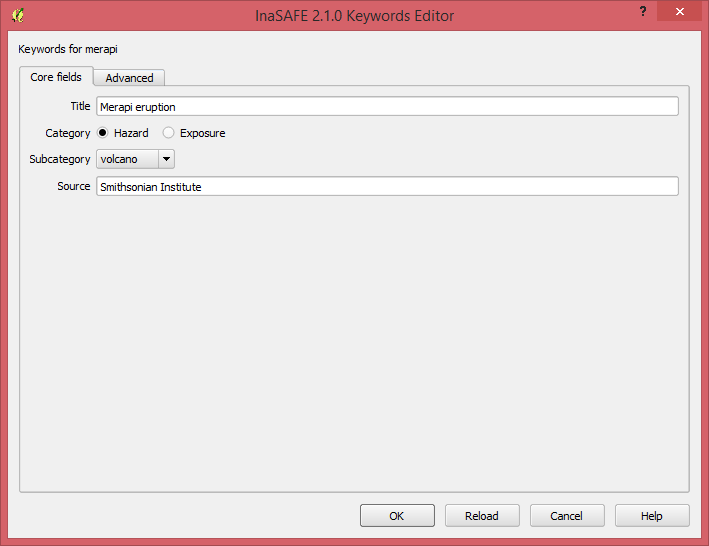 InaSAFE 2.1.0 Keywords Editor
?
Keywords for merapi
Core fields Advanced
Title Merapi eruption
Category Hazard Exposure
Subcategory volcano
Source Smithsonian Institute
OK Reload Cancel Help